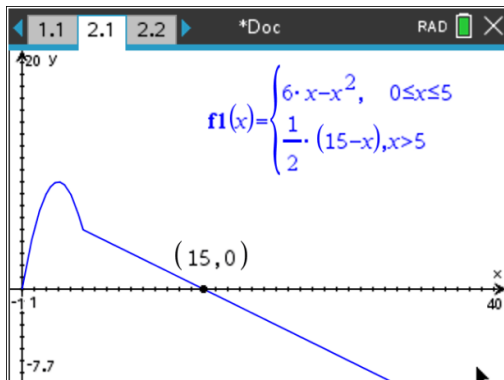 1.1 2.1 2.2 *Doc RAD
20 y
6·x-x², 0≤x≤5
f1(x)=
1/2·(15-x),x>5
(15,0)
x
-1 1 40
-7.7